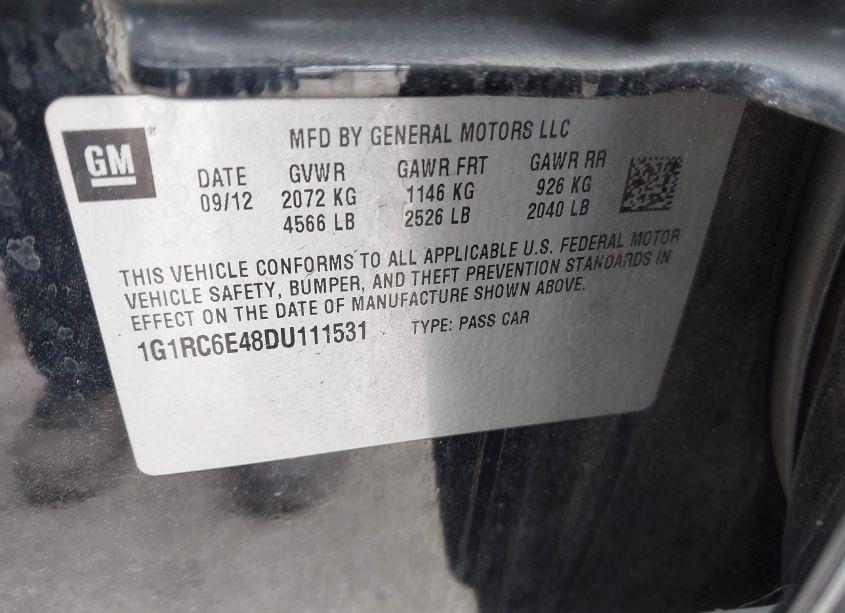 GM
MFD BY GENERAL MOTORS LLC
DATE GVWR GAWR FRT GAWR RR
09/12 2072 KG 1146 KG 926 KG
4566 LB 2526 LB 2040 LB
THIS VEHICLE CONFORMS TO ALL APPLICABLE U.S. FEDERAL MOTOR
VEHICLE SAFETY, BUMPER, AND THEFT PREVENTION STANDARDS IN
EFFECT ON THE DATE OF MANUFACTURE SHOWN ABOVE.
1G1RC6E48DU111531 TYPE: PASS CAR